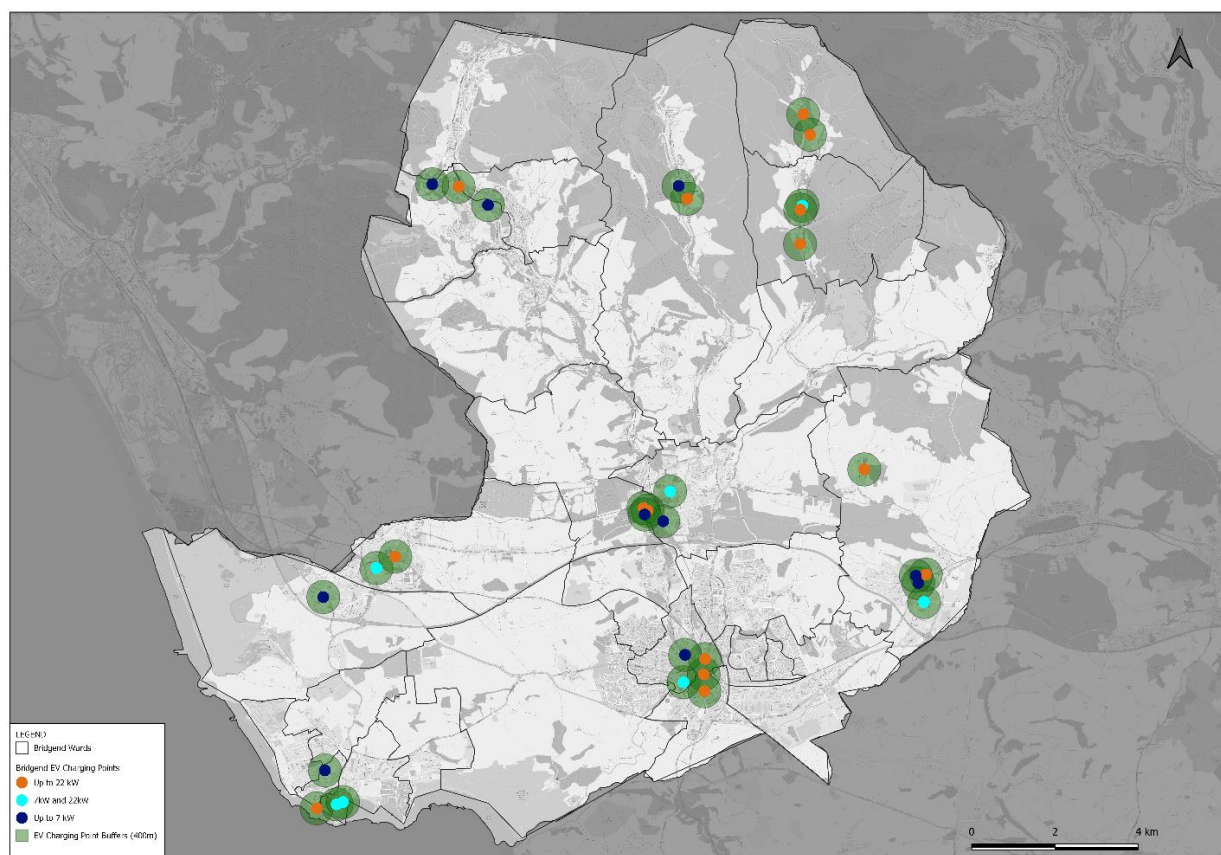 LEGEND
Bridgend Wards
Bridgend EV Charging Points
Up to 22 kW
7kW and 22kW
Up to 7 kW
EV Charging Point Buffers (400m)
0 2 4 km